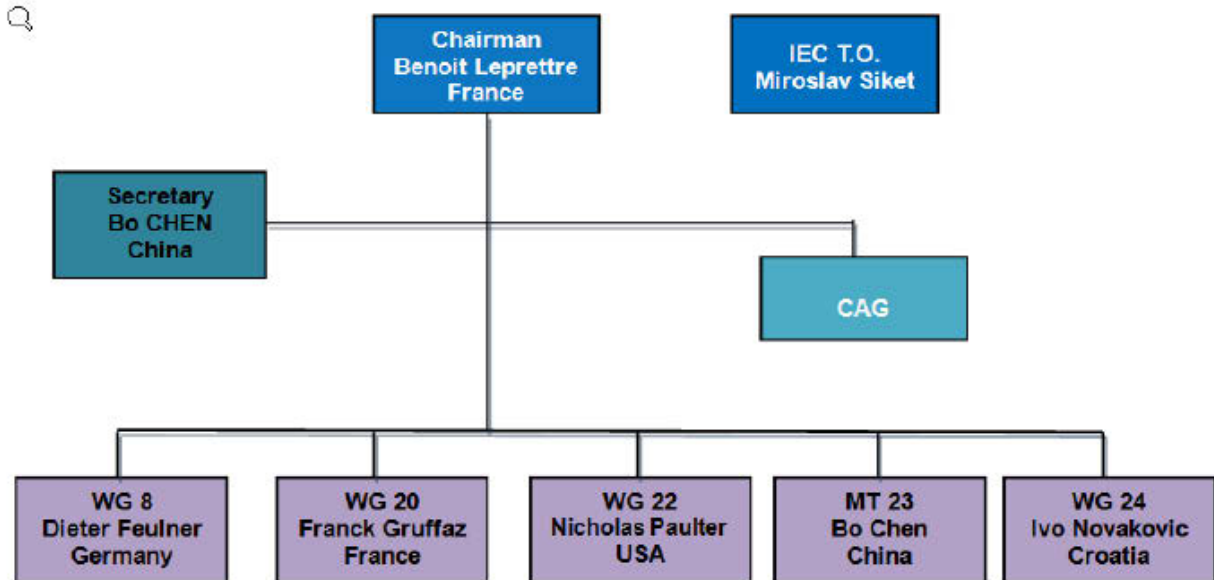 Chairman
Benoit Leprettre
France
IEC T.O.
Miroslav Siket
Secretary
Bo CHEN
China
CAG
WG 8
Dieter Feulner
Germany
WG 20
Franck Gruffaz
France
WG 22
Nicholas Paulter
USA
MT 23
Bo Chen
China
WG 24
Ivo Novakovic
Croatia